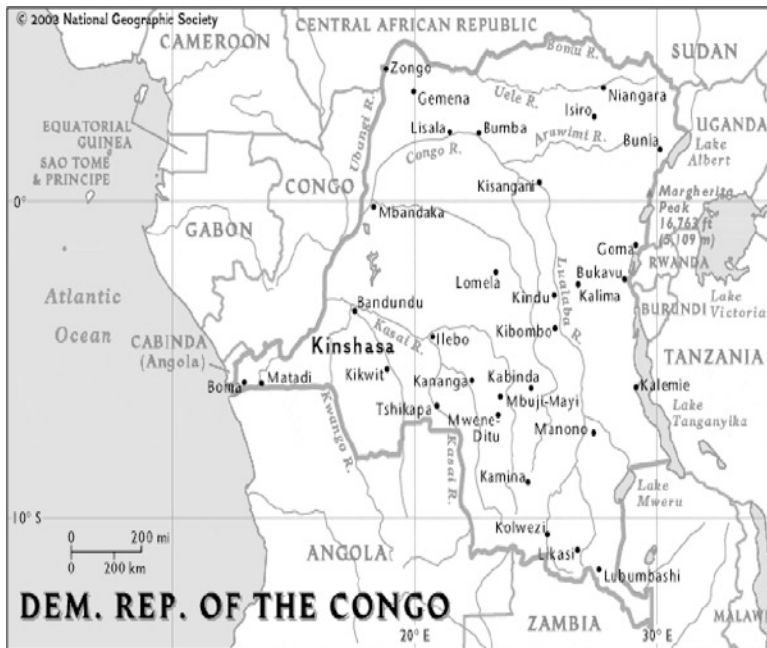 © 2003 National Geographic Society
CAMEROON
CENTRAL AFRICAN REPUBLIC
SUDAN
Bomu R.
Zongo
Gemena
Uele R.
Niangara
Isiro
UGANDA
EQUATORIAL
GUINEA
SAO TOME
& PRINCIPE
Ubangi R.
Lisala
Bumba
Aruwimi R.
Bunia
Lake
Albert
Congo R.
CONGO
Kisangani
Margherita
Peak
16,763 ft
(5,109 m)
0°
Mbandaka
GABON
Goma
RWANDA
Lomela
Bukavu
Kindu
Kalima
Lualaba R.
BURUNDI
Lake
Victoria
Atlantic
Ocean
Bandundu
Kasai R.
Ilebo
Kibombo
CABINDA
(Angola)
Kinshasa
TANZANIA
Boma
Matadi
Kikwit
Kananga
Kabinda
Kalemie
Mbuji-Mayi
Tshikapa
Mwene-
Ditu
Lake
Tanganyika
Manono
Kwango R.
Kasai R.
Kamina
Lake
Mweru
10° S
Kolwezi
Likasi
Lubumbashi
0 200 mi
0 200 km
ANGOLA
DEM. REP. OF THE CONGO
ZAMBIA
MALAWI
20° E
30° E